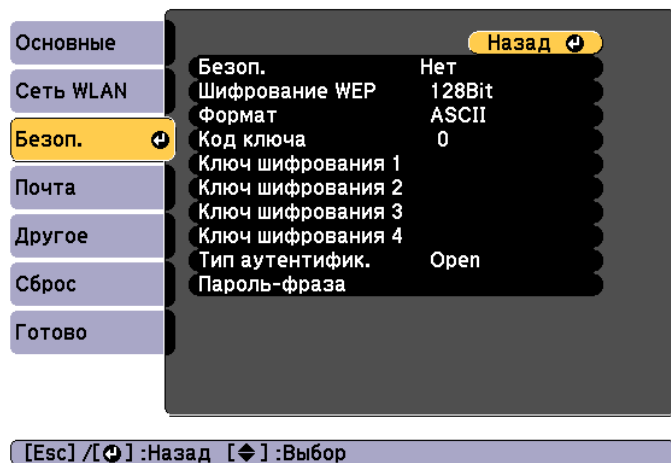 Основные
Сеть WLAN
Безоп.
Почта
Другое
Сброс
Готово
Назад
Безоп. Нет
Шифрование WEP 128Bit
Формат ASCII
Код ключа 0
Ключ шифрования 1
Ключ шифрования 2
Ключ шифрования 3
Ключ шифрования 4
Тип аутентифик. Open
Пароль-фраза
[Esc] /[⏎] :Назад [◆] :Выбор